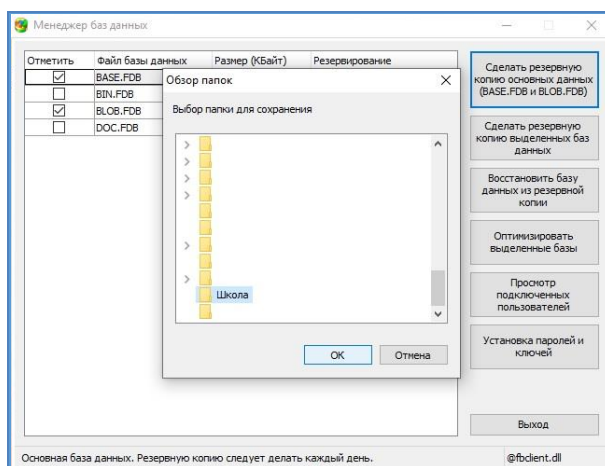 Менеджер баз данных
Отметить Файл базы данных Размер (КБайт) Резервирование
BASE.FDB
BIN.FDB
BLOB.FDB
DOC.FDB
Обзор папок
Выбор папки для сохранения
Школа
OK Отмена
Сделать резервную
копию основных данных
(BASE.FDB и BLOB.FDB)
Сделать резервную
копию выделенных баз
данных
Восстановить базу
данных из резервной
копии
Оптимизировать
выделенные базы
Просмотр
подключенных
пользователей
Установка паролей и
ключей
Выход
Основная база данных. Резервную копию следует делать каждый день. @fbclient.dll